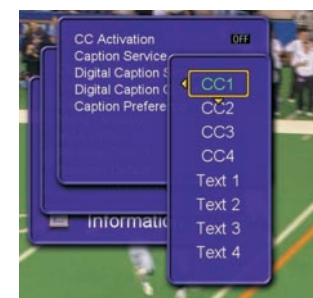 CC Activation OFF
Caption Service
Digital Caption S
Digital Caption
Caption Prefere
CC1
CC2
CC3
CC4
Text 1
Text 2
Text 3
Text 4
Informatio